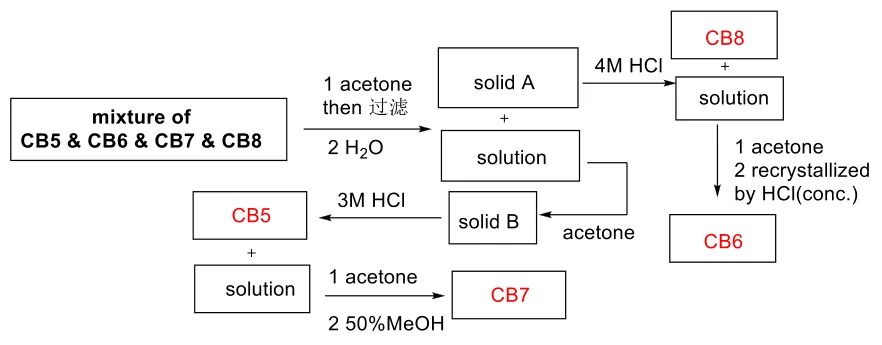 mixture of
CB5 & CB6 & CB7 & CB8
1 acetone
then 过滤
2 H₂O
solid A
+
solution
4M HCl
CB8
+
solution
1 acetone
2 recrystallized
by HCl(conc.)
CB6
acetone
solid B
3M HCl
CB5
+
solution
1 acetone
2 50%MeOH
CB7